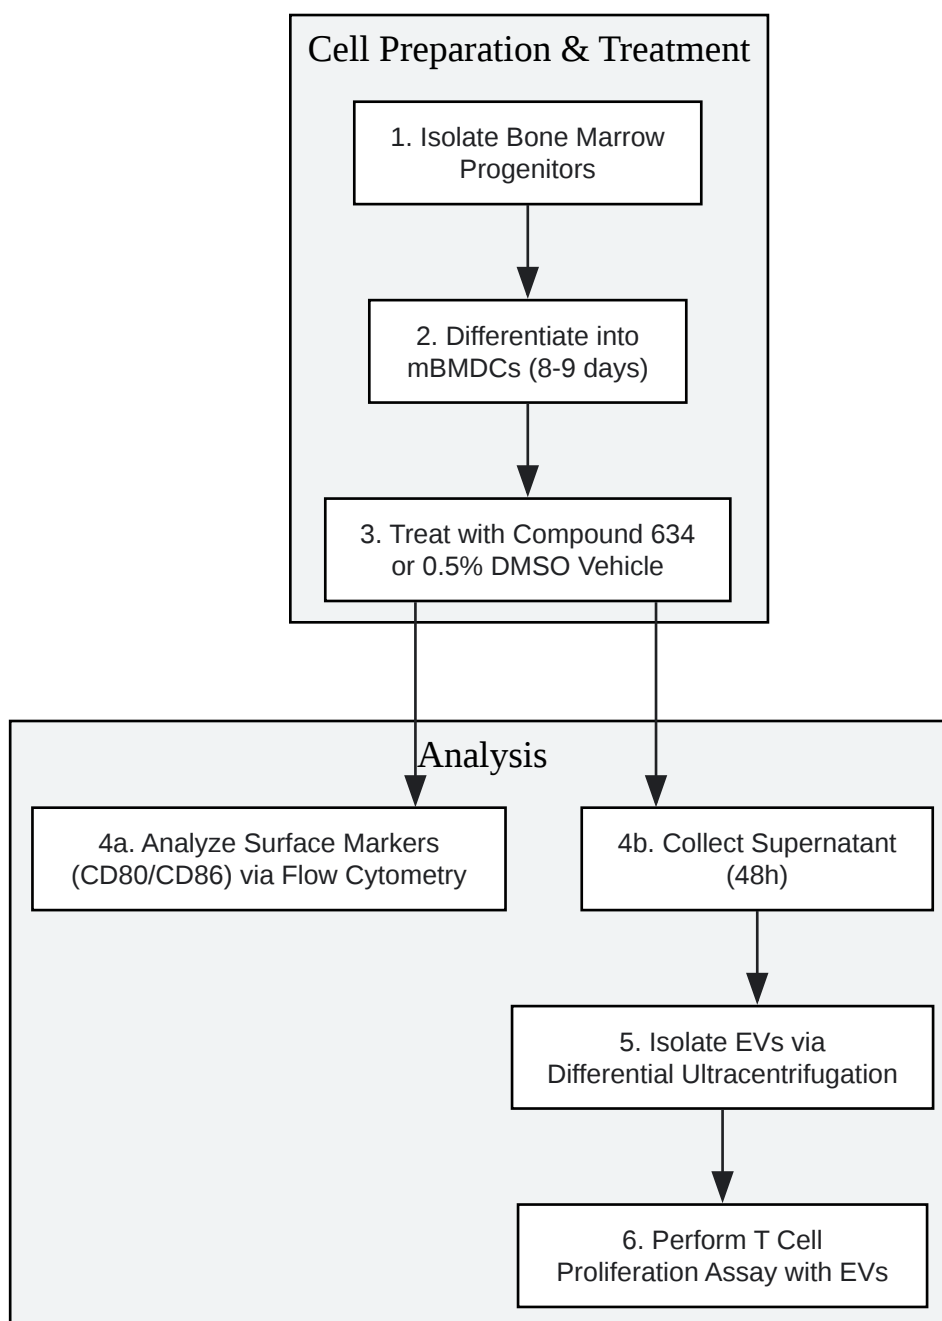 Cell Preparation & Treatment
1. Isolate Bone Marrow
Progenitors
2. Differentiate into
mBMDCs (8-9 days)
3. Treat with Compound 634
or 0.5% DMSO Vehicle
Analysis
4a. Analyze Surface Markers
(CD80/CD86) via Flow Cytometry
4b. Collect Supernatant
(48h)
5. Isolate EVs via
Differential Ultracentrifugation
6. Perform T Cell
Proliferation Assay with EVs